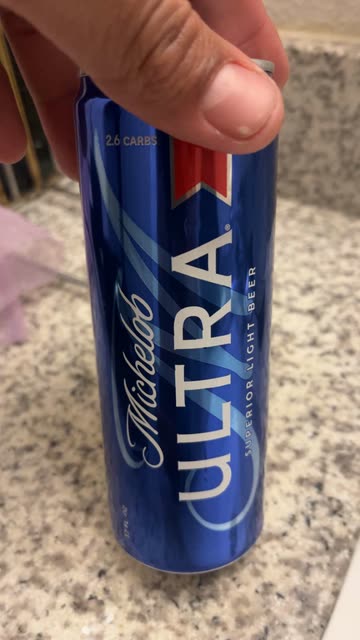 2.6 CARBS
Michelob
ULTRA®
SUPERIOR LIGHT BEER